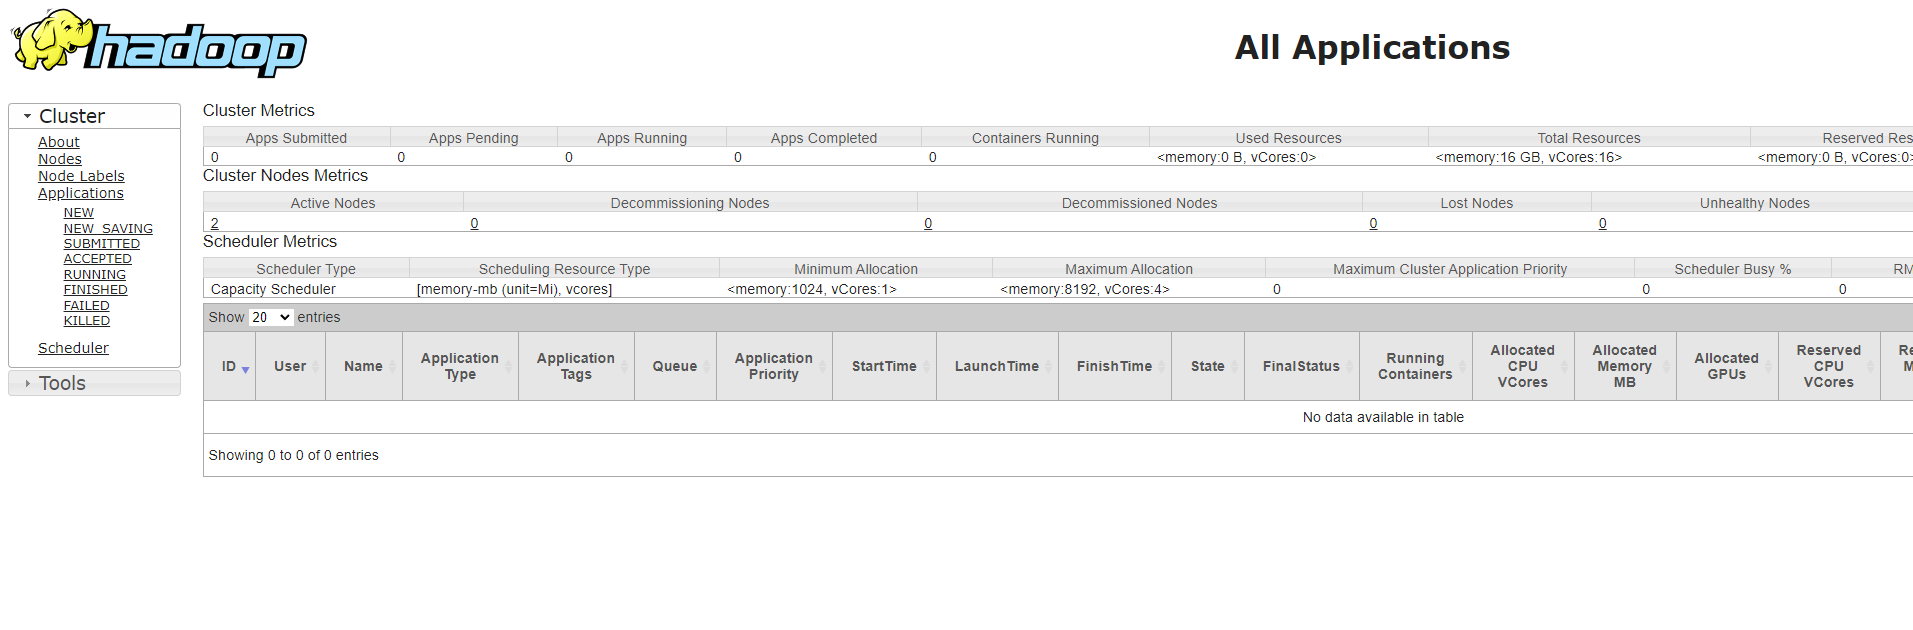 hadoop
All Applications
Cluster
About
Nodes
Node Labels
Applications
NEW
NEW_SAVING
SUBMITTED
ACCEPTED
RUNNING
FINISHED
FAILED
KILLED
Scheduler
Tools
Cluster Metrics
Apps Submitted Apps Pending Apps Running Apps Completed Containers Running Used Resources Total Resources Reserved Res
0 0 0 0 0 <memory:0 B, vCores:0> <memory:16 GB, vCores:16> <memory:0 B, vCores:0>
Cluster Nodes Metrics
Active Nodes Decommissioning Nodes Decommissioned Nodes Lost Nodes Unhealthy Nodes
2 0 0 0 0
Scheduler Metrics
Scheduler Type Scheduling Resource Type Minimum Allocation Maximum Allocation Maximum Cluster Application Priority Scheduler Busy % RM
Capacity Scheduler [memory-mb (unit=Mi), vcores] <memory:1024, vCores:1> <memory:8192, vCores:4> 0 0 0
Show 20 entries
ID User Name Application Type Application Tags Queue Application Priority StartTime LaunchTime FinishTime State FinalStatus Running Containers Allocated CPU VCores Allocated Memory MB Allocated GPUs Reserved CPU VCores Re M
No data available in table
Showing 0 to 0 of 0 entries